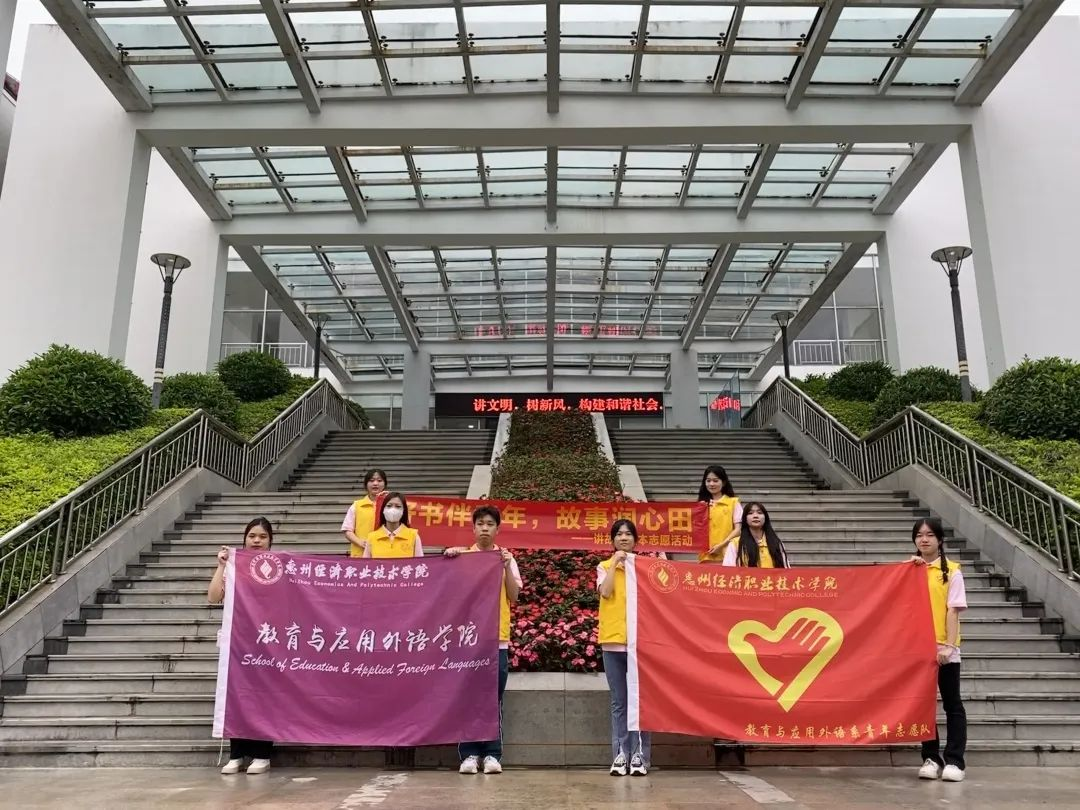 讲文明，树新风，构建和谐社会。
书伴 年，故事润心田
——讲故 本志愿活动
惠州经济职业技术学院
HuiZhou Economics And Polytechnic College
教育与应用外语学院
School of Education & Applied Foreign Languages
惠州经济职业技术学院
HUIZHOU ECONOMIC AND POLYTECHNIC COLLEGE
教育与应用外语系青年志愿队